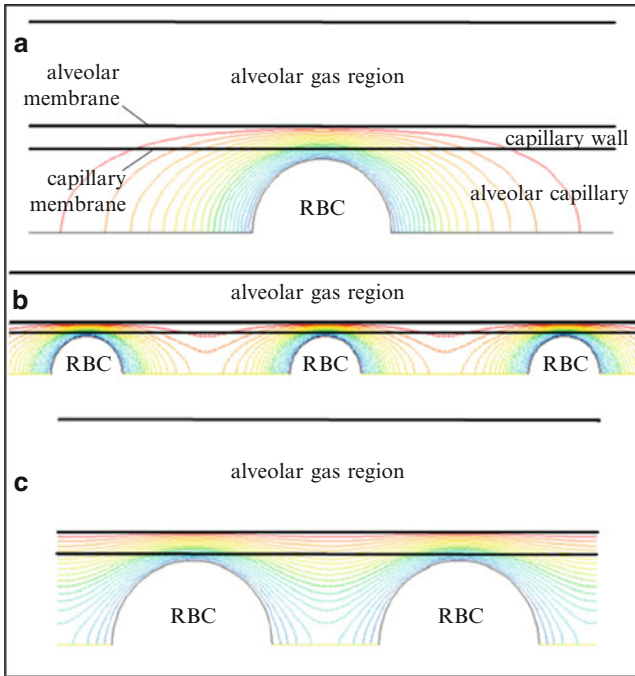 a
alveolar gas region
alveolar
membrane
capillary wall
capillary
membrane
alveolar capillary
RBC
b
alveolar gas region
RBC
RBC
RBC
alveolar gas region
c
RBC
RBC